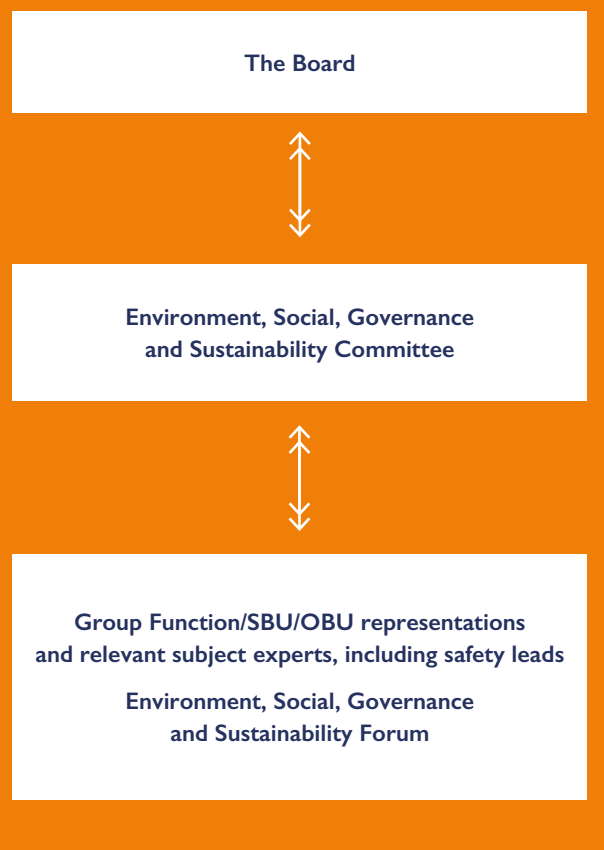 The Board
Environment, Social, Governance
and Sustainability Committee
Group Function/SBU/OBU representations
and relevant subject experts, including safety leads
Environment, Social, Governance
and Sustainability Forum